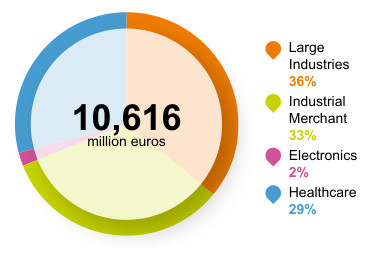 10,616
million euros
Large
Industries
36%
Industrial
Merchant
33%
Electronics
2%
Healthcare
29%